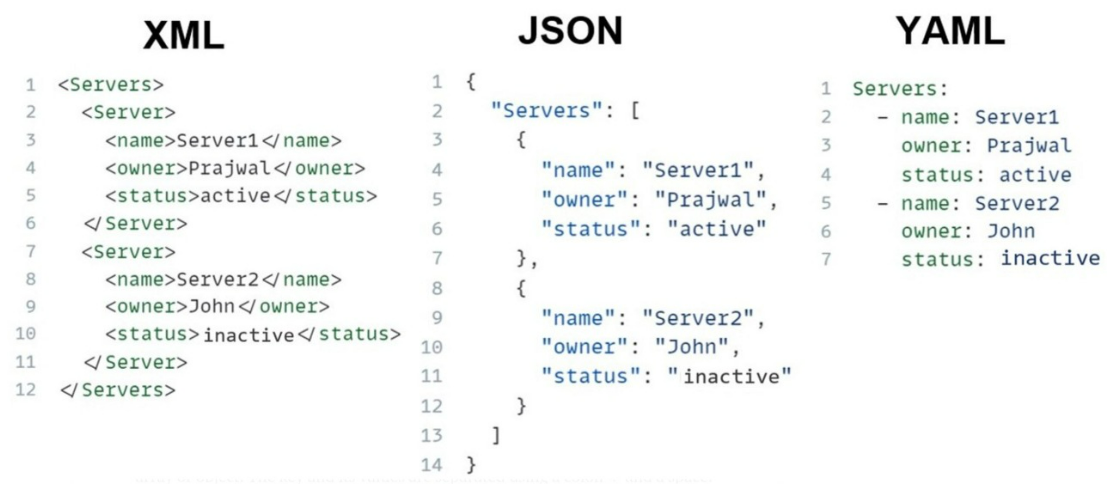 XML
1 <Servers>
2   <Server>
3     <name>Server1</name>
4     <owner>Prajwal</owner>
5     <status>active</status>
6   </Server>
7   <Server>
8     <name>Server2</name>
9     <owner>John</owner>
10     <status>inactive</status>
11   </Server>
12 </Servers>
JSON
1 {
2   "Servers": [
3     {
4       "name": "Server1",
5       "owner": "Prajwal",
6       "status": "active"
7     },
8     {
9       "name": "Server2",
10       "owner": "John",
11       "status": "inactive"
12     }
13   ]
14 }
YAML
1 Servers:
2   - name: Server1
3     owner: Prajwal
4     status: active
5   - name: Server2
6     owner: John
7     status: inactive